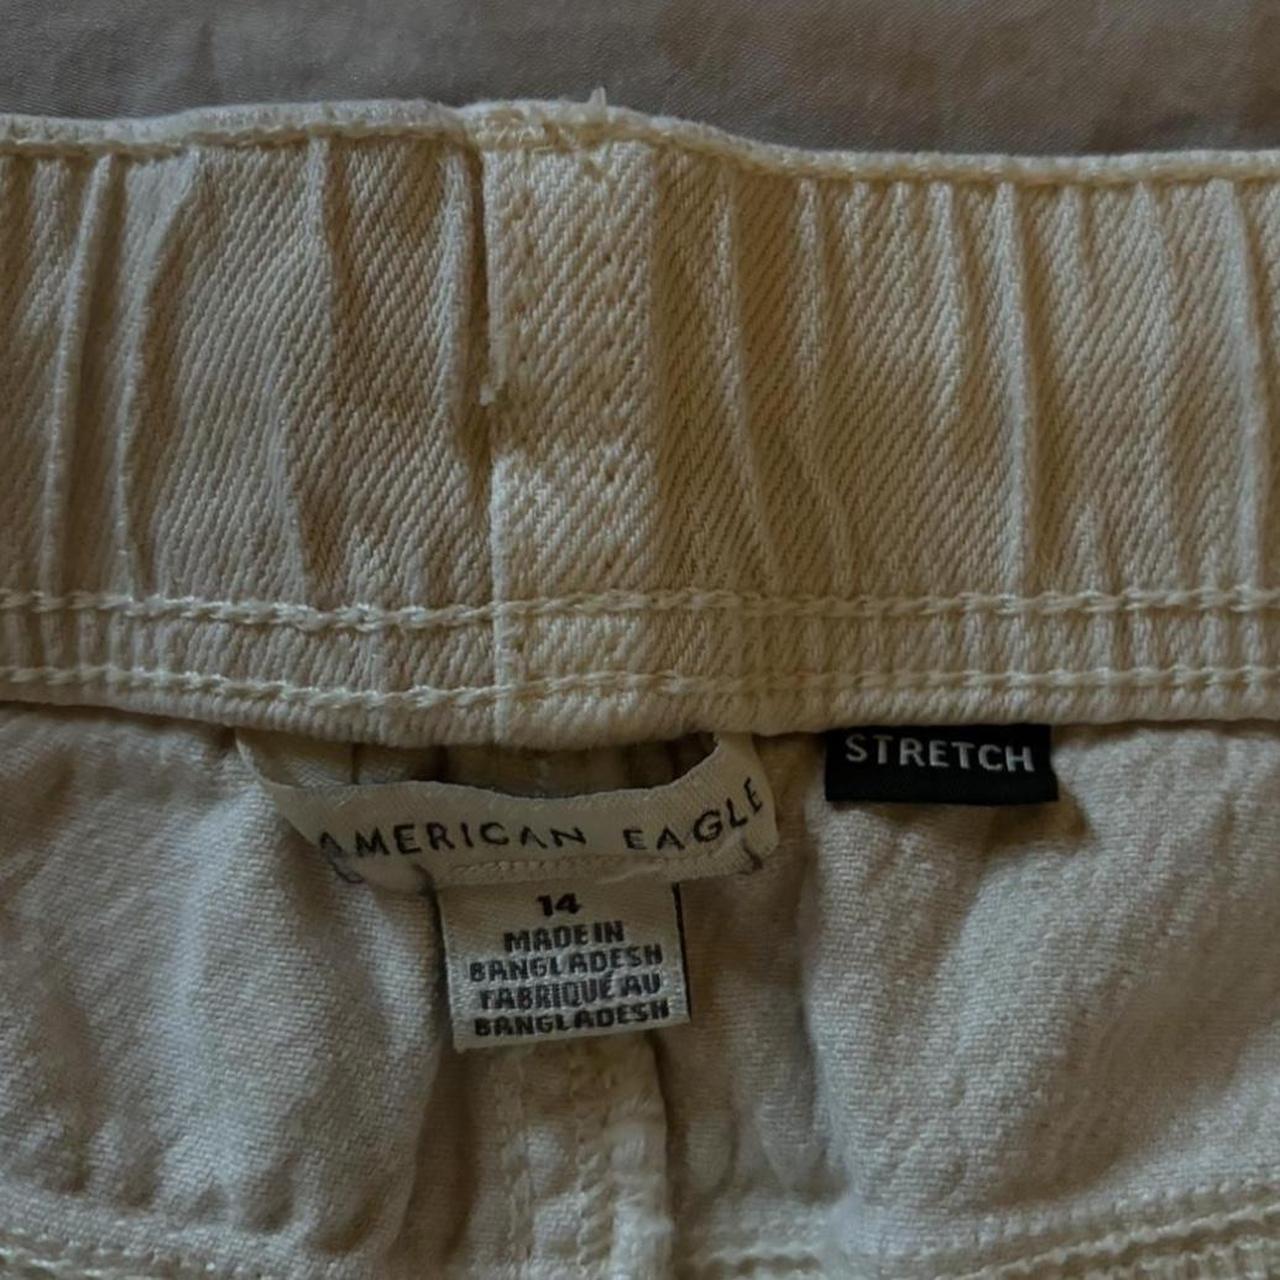 STRETCH
AMERICAN EAGLE
14
MADE IN
BANGLADESH
FABRIQUÉ AU
BANGLADESH